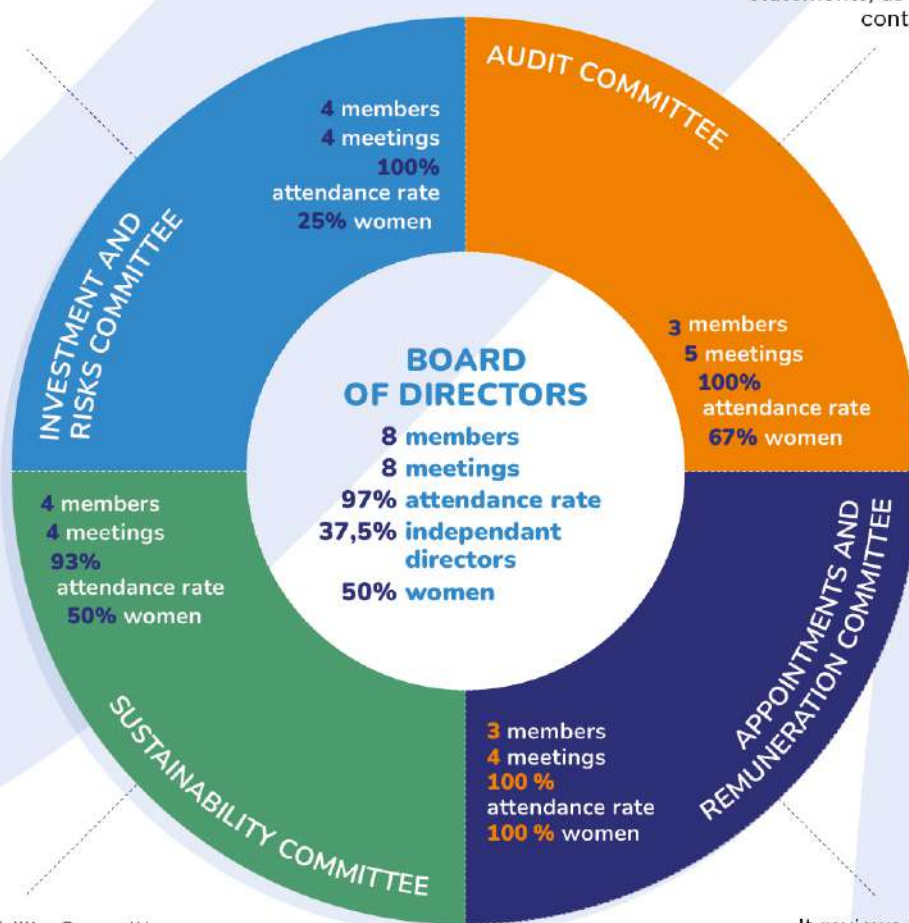 cont
AUDIT COMMITTEE
3 members
5 meetings
100%
attendance rate
67% women
INVESTMENT AND
RISKS COMMITTEE
4 members
4 meetings
100%
attendance rate
25% women
BOARD
OF DIRECTORS
8 members
8 meetings
97% attendance rate
37,5% independant
directors
50% women
4 members
4 meetings
93%
attendance rate
50% women
SUSTAINABILITY COMMITTEE
3 members
4 meetings
100 %
attendance rate
100 % women
APPOINTMENTS AND
REMUNERATION COMMITTEE